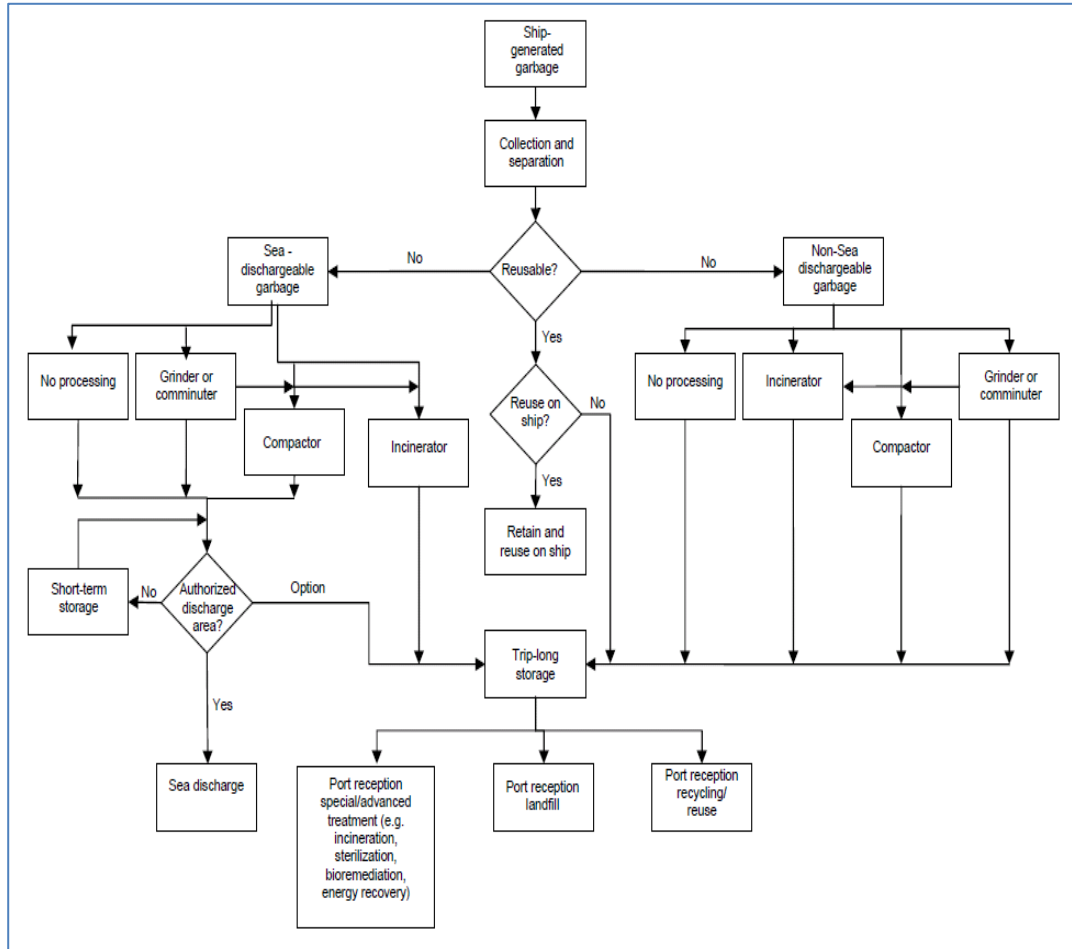 Ship-
generated
garbage
Collection and
separation
Sea -
dischargeable
garbage
No
Reusable?
No
Non-Sea
dischargeable
garbage
Yes
No processing
Grinder or
comminuter
Compactor
Incinerator
Reuse on
ship?
No
No processing
Incinerator
Compactor
Grinder or
comminuter
Yes
Retain and
reuse on ship
Short-term
storage
No
Authorized
discharge
area?
Option
Trip-long
storage
Yes
Sea discharge
Port reception
special/advanced
treatment (e.g.
incineration,
sterilization,
bioremediation,
energy recovery)
Port reception
landfill
Port reception
recycling/
reuse